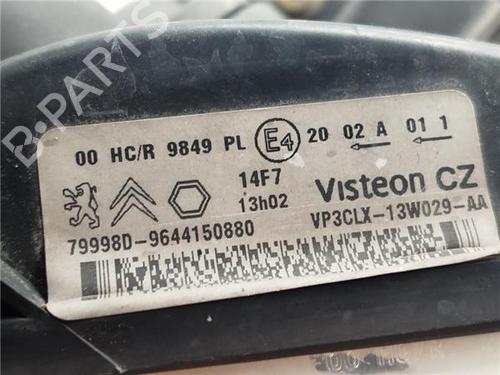 00 HC/R 9849 PL E4 20 02 A 01 1
14F7
13h02
Visteon CZ
79998D-9644150880
VP3CLX-13W029-AA
B-PARTS